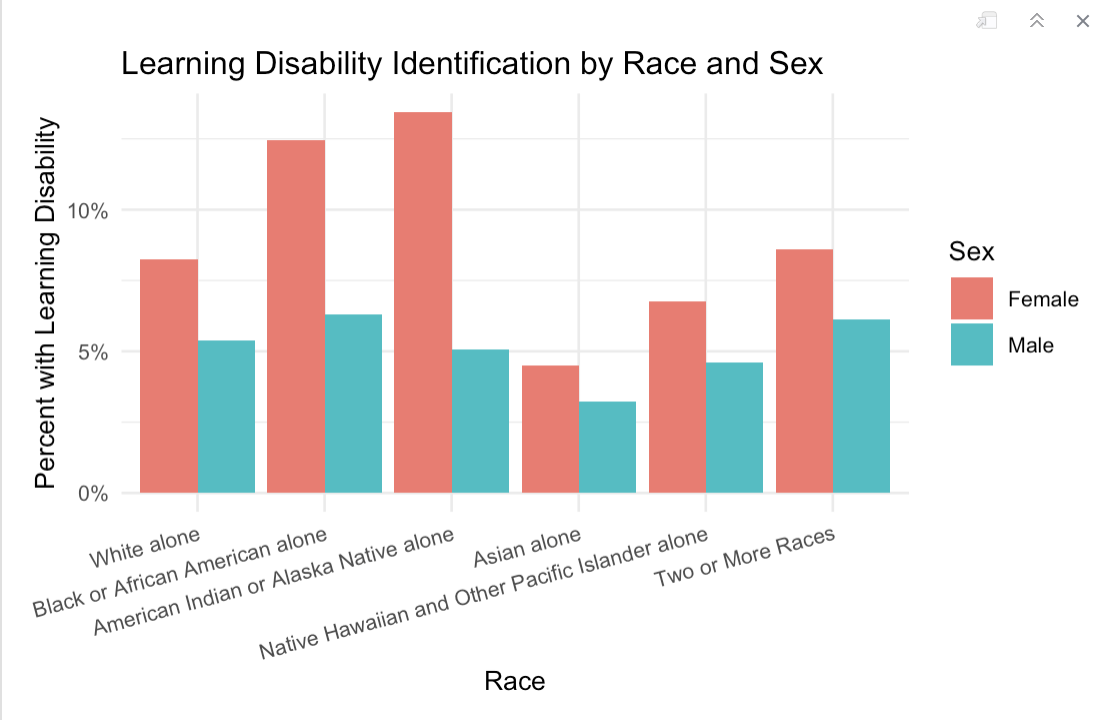 Learning Disability Identification by Race and Sex
Percent with Learning Disability
10%
5%
0%
White alone
Black or African American alone
American Indian or Alaska Native alone
Asian alone
Native Hawaiian and Other Pacific Islander alone
Two or More Races
Race
Sex
Female
Male